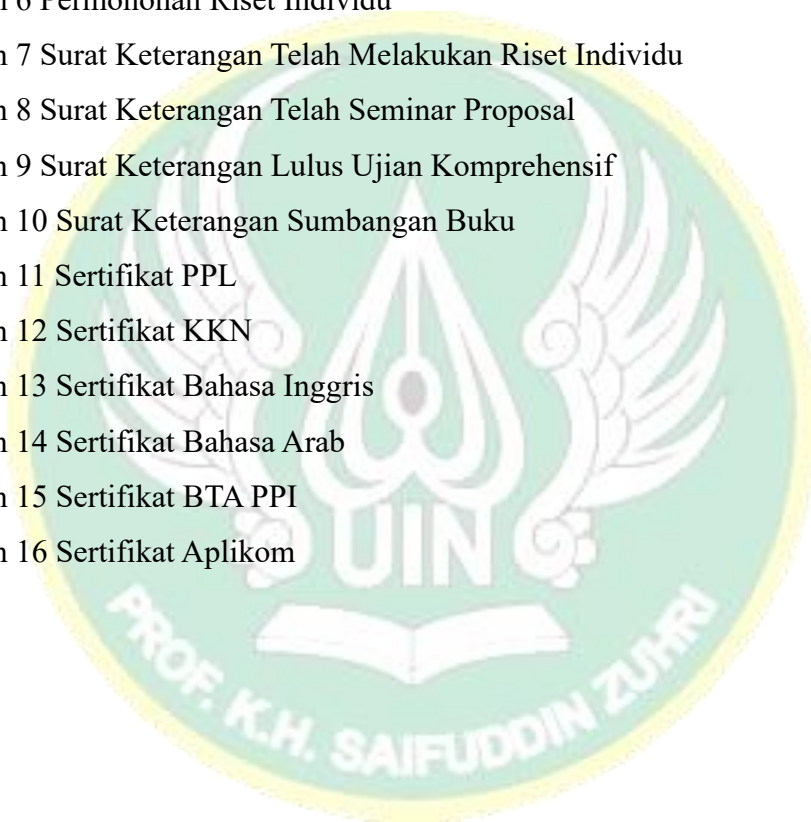 n 6 Permohonan Riset Individu
n 7 Surat Keterangan Telah Melakukan Riset Individu
n 8 Surat Keterangan Telah Seminar Proposal
n 9 Surat Keterangan Lulus Ujian Komprehensif
n 10 Surat Keterangan Sumbangan Buku
n 11 Sertifikat PPL
n 12 Sertifikat KKN
n 13 Sertifikat Bahasa Inggris
n 14 Sertifikat Bahasa Arab
n 15 Sertifikat BTA PPI
n 16 Sertifikat Aplikom
UIN
PROF. K.H. SAIFUDDIN ZUHRI